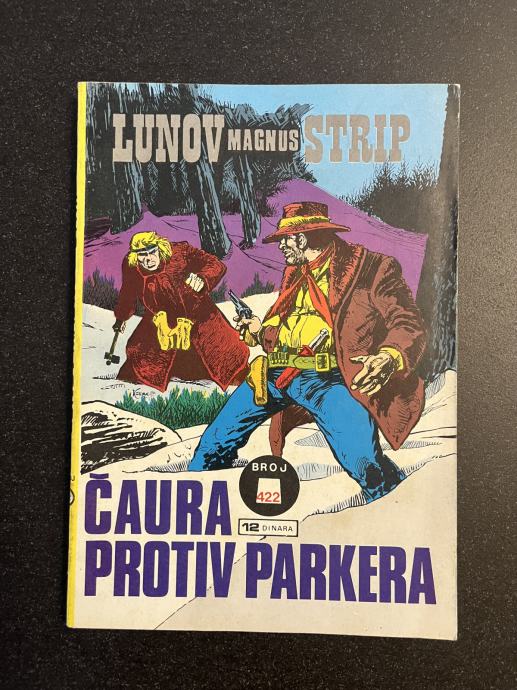 LUNOV MAGNUS STRIP
BROJ
422
12 DINARA
ČAURA
PROTIV PARKERA